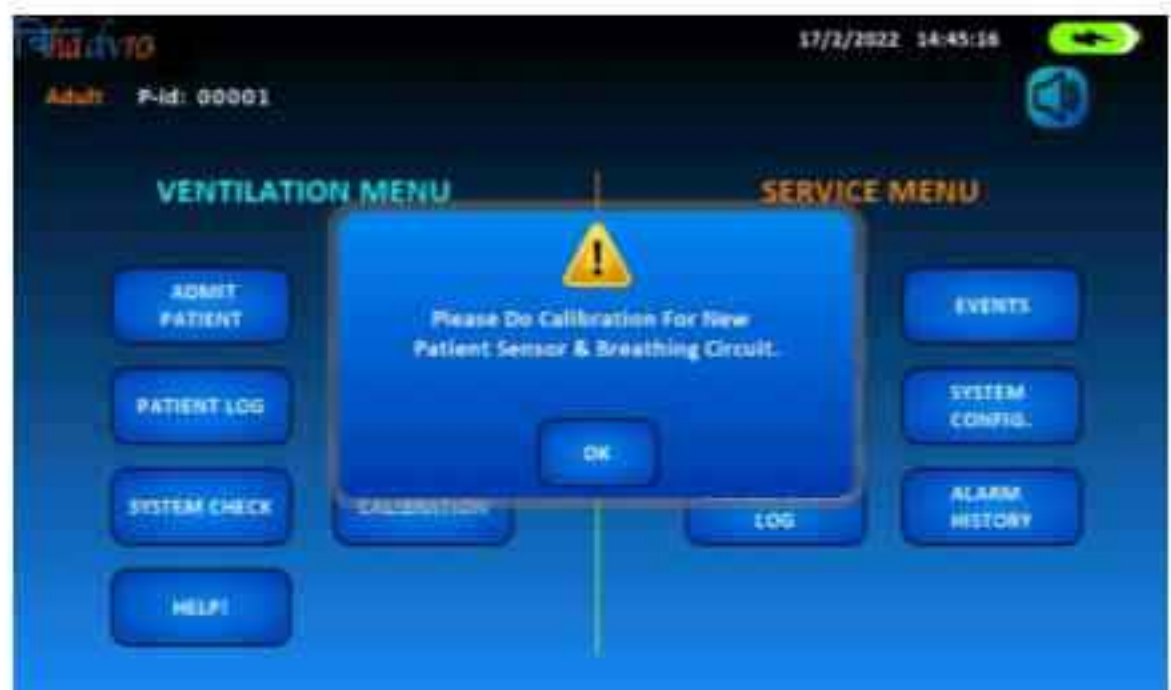 17/2/2022 14:45:16
Adult P-id: 00001
VENTILATION MENU
SERVICE MENU
Please Do Calibration For New
Patient Sensor & Breathing Circuit.
OK
ADMIT
PATIENT
PATIENT LOG
SYSTEM CHECK
CALIBRATION
HELP!
LOG
EVENTS
SYSTEM
CONFIG.
ALARM
HISTORY